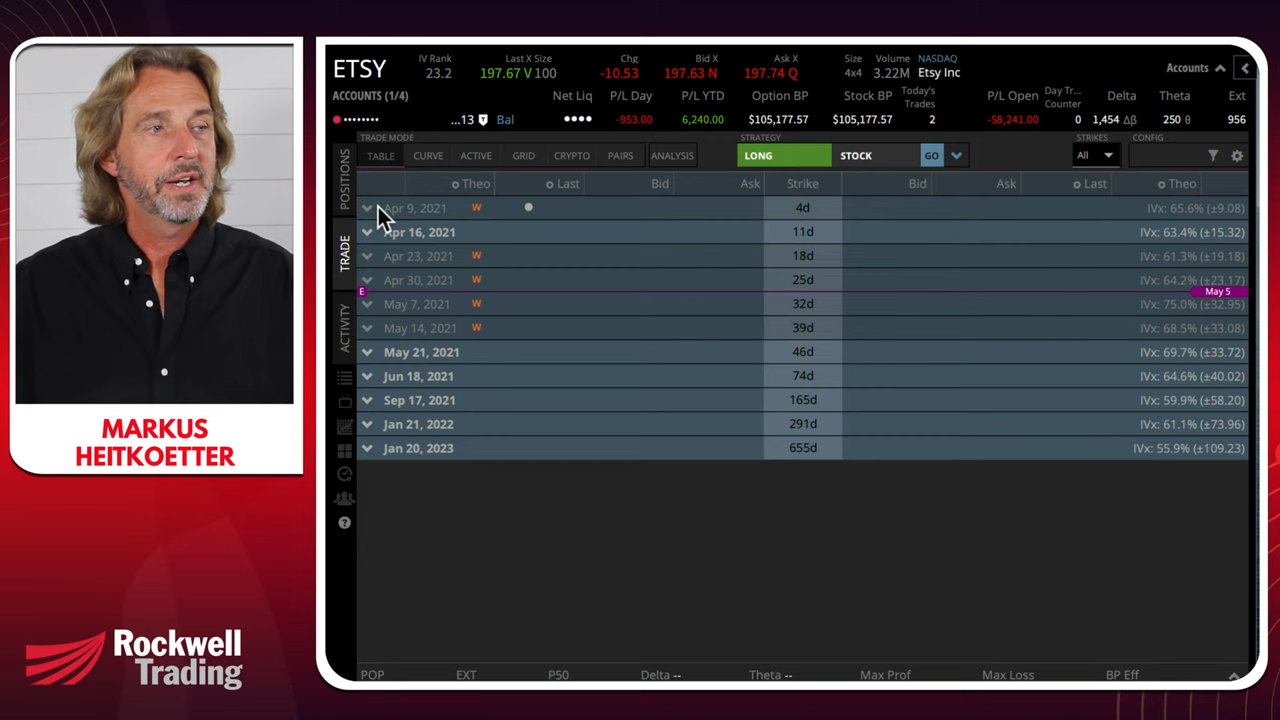 ETSY
IV Rank
23.2
Last X Size
197.67 V 100
Chg
-10.53
Bid X
197.63 N
Ask X
197.74 Q
Size
4x4
Volume
3.22M
NASDAQ
Etsy Inc
Accounts
ACCOUNTS (1/4)
Net Liq
P/L Day
P/L YTD
Option BP
Stock BP
Today's
Trades
P/L Open
Day Tr...
Counter
Delta
Theta
Ext
•••••••• ...13 Bal •••• -953.00 6,240.00 $105,177.57 $105,177.57 2 -58,241.00 0 1,454 Δβ 250 θ 956
TRADE MODE
STRATEGY
STRIKES
CONFIG
TABLE CURVE ACTIVE GRID CRYPTO PAIRS ANALYSIS LONG STOCK GO All
POSITIONS
TRADE
ACTIVITY
Theo Last Bid Ask Strike Bid Ask Last Theo
Apr 9, 2021 W 4d IVx: 65.6% (±9.08)
Apr 16, 2021 11d IVx: 63.4% (±15.32)
Apr 23, 2021 W 18d IVx: 61.3% (±19.18)
Apr 30, 2021 W 25d IVx: 64.2% (±23.17)
E May 5
May 7, 2021 W 32d IVx: 75.0% (±32.95)
May 14, 2021 W 39d IVx: 68.5% (±33.08)
May 21, 2021 46d IVx: 69.7% (±33.72)
Jun 18, 2021 74d IVx: 64.6% (±40.02)
Sep 17, 2021 165d IVx: 59.9% (±58.20)
Jan 21, 2022 291d IVx: 61.1% (±73.96)
Jan 20, 2023 655d IVx: 55.9% (±109.23)
?
POP EXT P50 Delta -- Theta -- Max Prof Max Loss BP Eff
MARKUS
HEITKOETTER
Rockwell
Trading